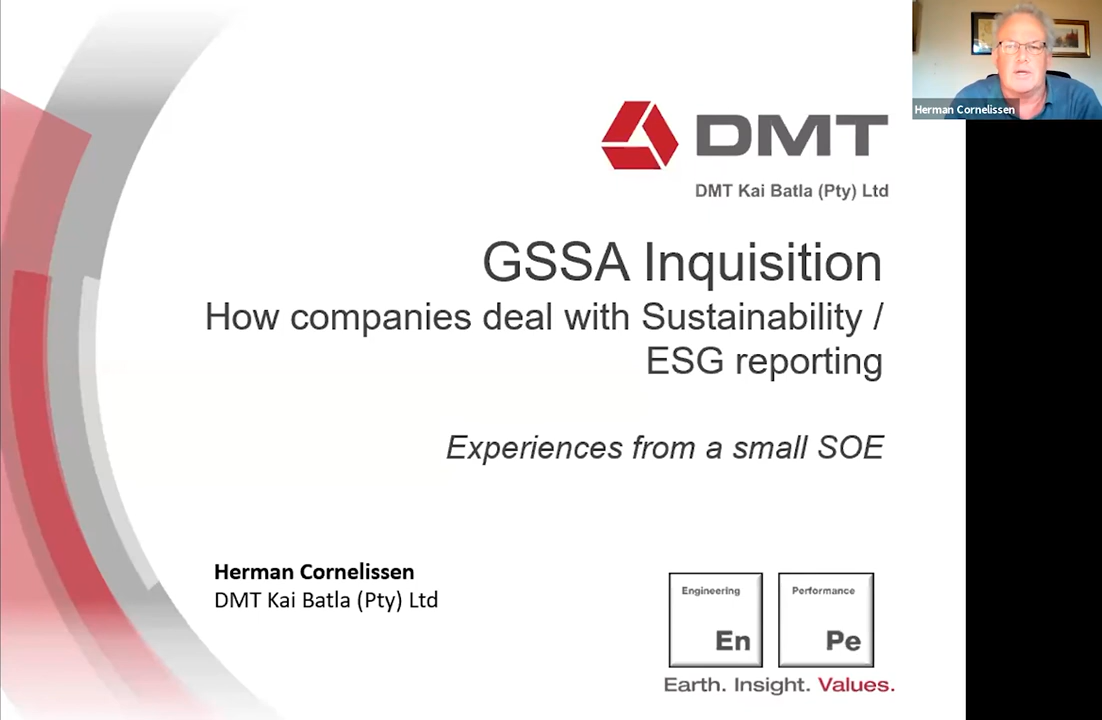 Herman Cornelissen
DMT
DMT Kai Batla (Pty) Ltd
GSSA Inquisition
How companies deal with Sustainability /
ESG reporting
Experiences from a small SOE
Herman Cornelissen
DMT Kai Batla (Pty) Ltd
Engineering
En
Performance
Pe
Earth. Insight. Values.